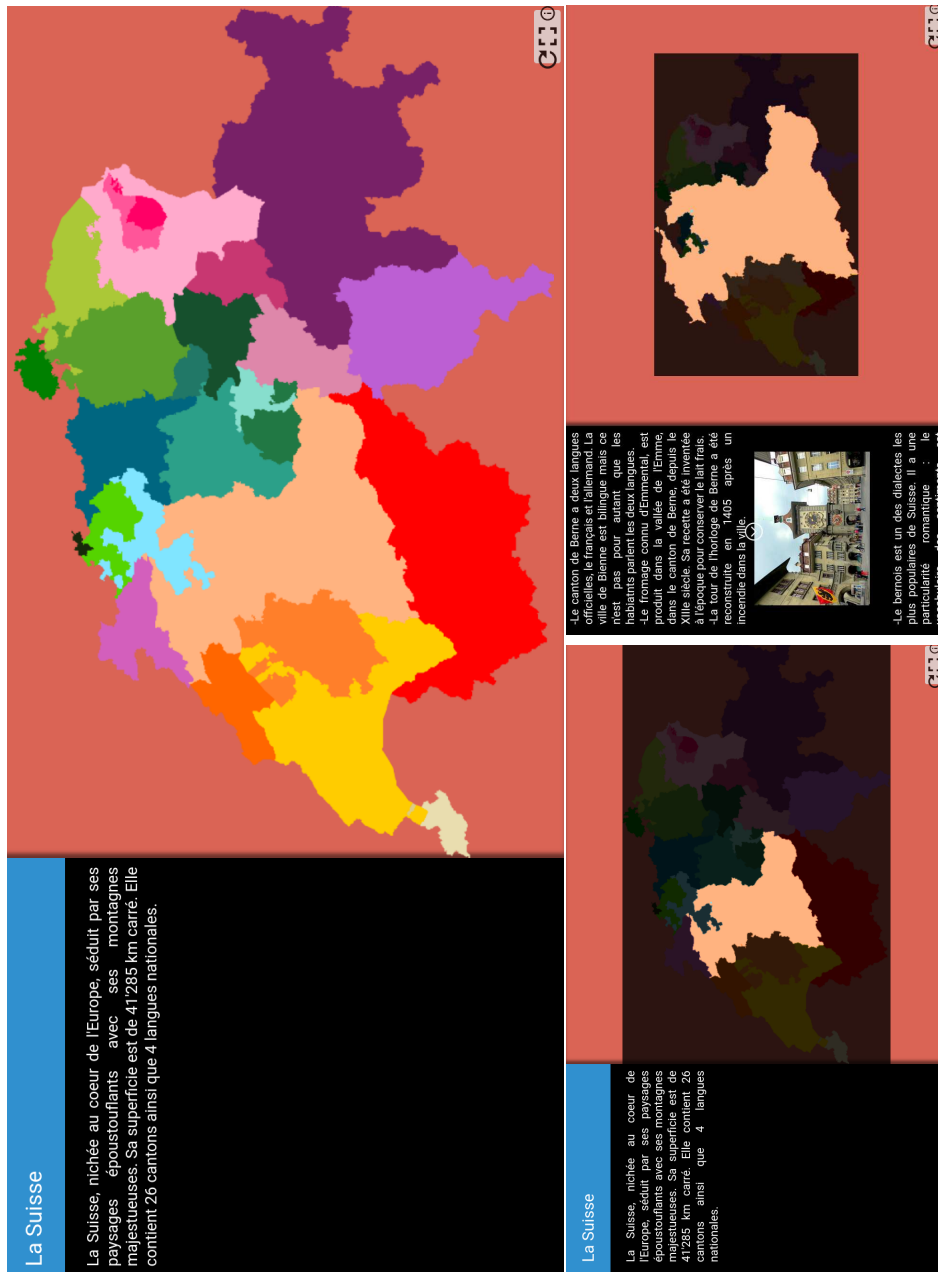 La Suisse
La Suisse, nichée au coeur de l'Europe, séduit par ses
paysages époustouflants avec ses montagnes
majestueuses. Sa superficie est de 41'285 km carré. Elle
contient 26 cantons ainsi que 4 langues nationales.
La Suisse
La Suisse, nichée au coeur de
l'Europe, séduit par ses paysages
époustouflants avec ses montagnes
majestueuses. Sa superficie est de
41'285 km carré. Elle contient 26
cantons ainsi que 4 langues
nationales.
-Le canton de Berne a deux langues
officielles, le français et l'allemand. La
ville de Bienne est bilingue mais ce
n'est pas pour autant que les
habiatnts parlent les deux langues.
-Le fromage connu d'Emmental, est
produit dans la vallée de l'Emme,
dans le canton de Berne, depuis le
XIIIe siècle. Sa recette a été inventée
à l'époque pour conserver le lait frais.
-La tour de l'horloge de Berne a été
reconstruite en 1405 après un
incendie dans la ville.
-Le bernois est un des dialectes les
plus populaires de Suisse. Il a une
particularité romantique